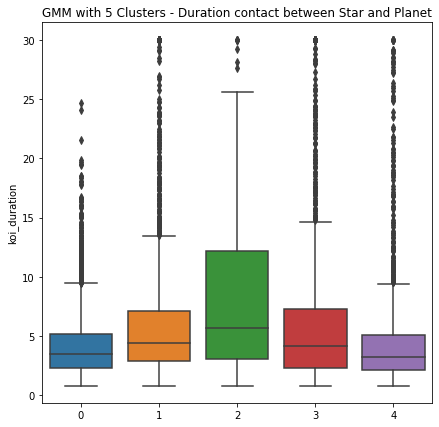 GMM with 5 Clusters - Duration contact between Star and Planet
30
25
20
15
10
5
0
koi_duration
0 1 2 3 4